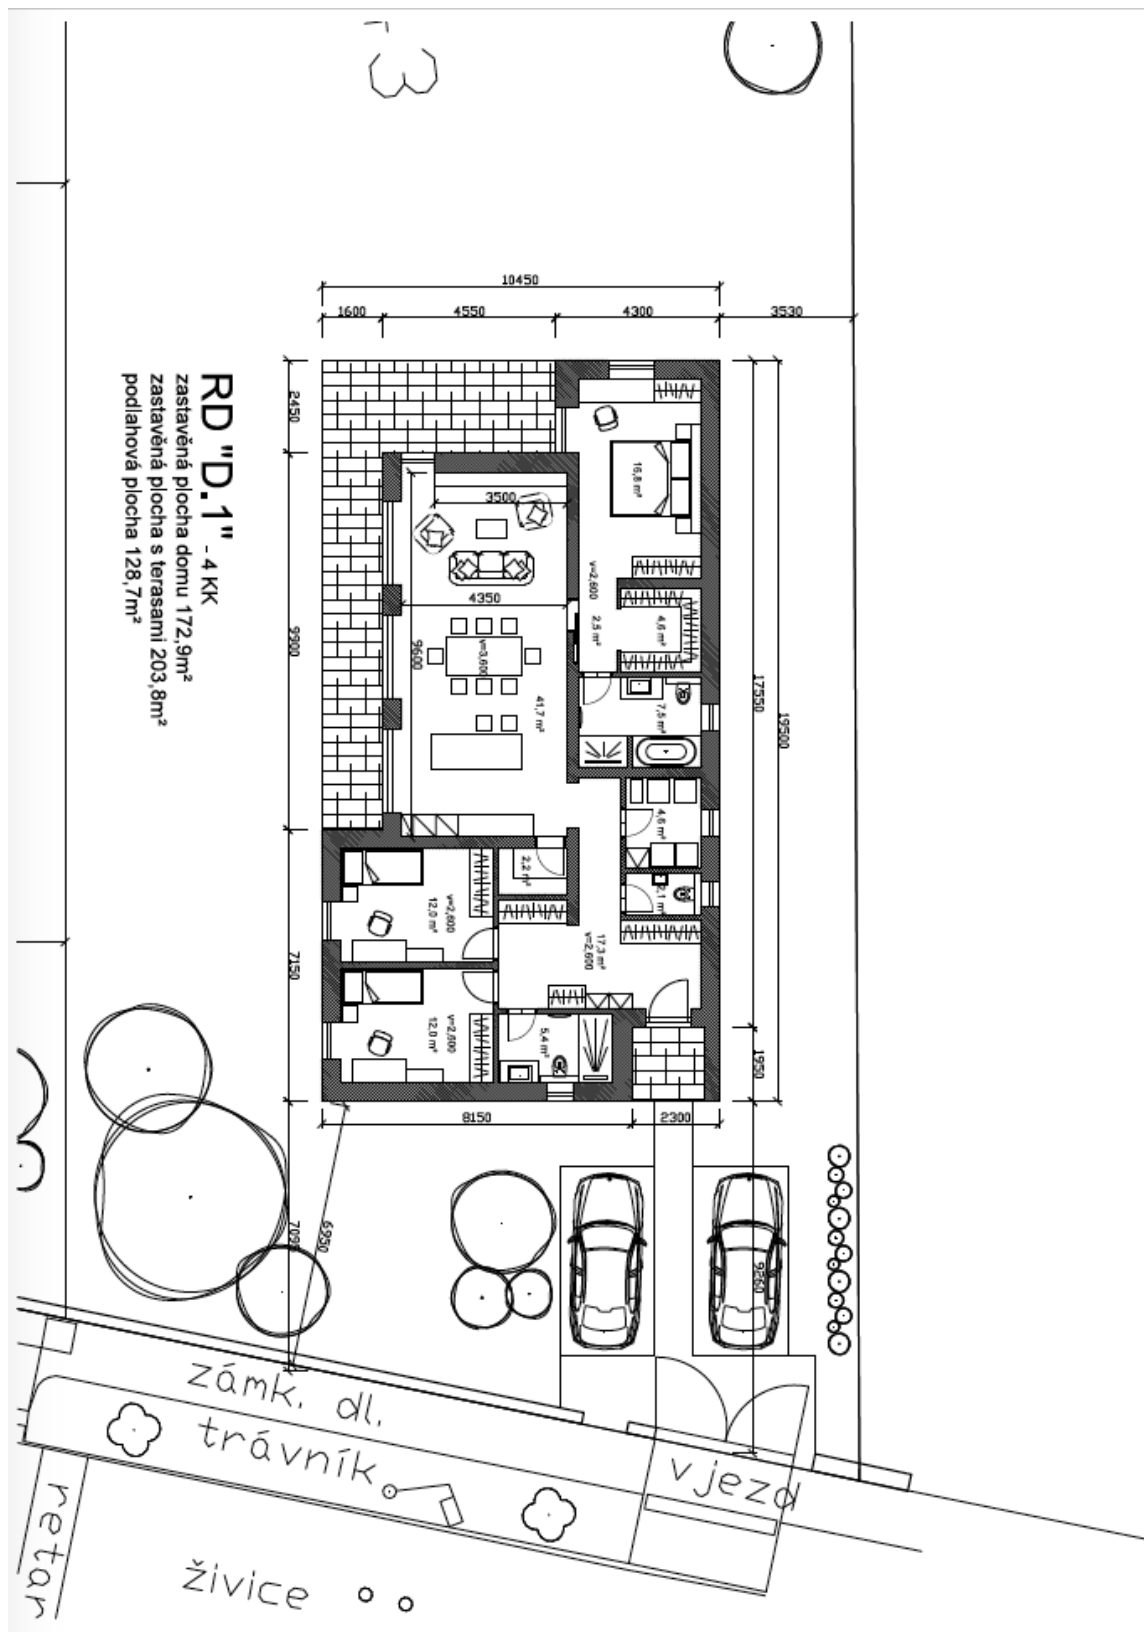 3
10450
1600
4550
4300
3530
RD "D.1" - 4 KK
zastavěná plocha domu 172,9m²
zastavěná plocha s terasami 203,8m²
podlahová plocha 128,7m²
2450
9900
7150
7099
6950
3500
4350
9600
v=3,600
41,7 m²
16,8 m²
v=2,600
2,5 m²
4,6 m²
7,5 m²
4,6 m²
2,1 m²
2,2 m²
17,3 m²
v=2,600
v=2,600
12,0 m²
v=2,600
12,0 m²
5,4 m²
17550
19500
1950
8150
2300
9260
zámk. dl.
trávník
vjezd
retar
živice